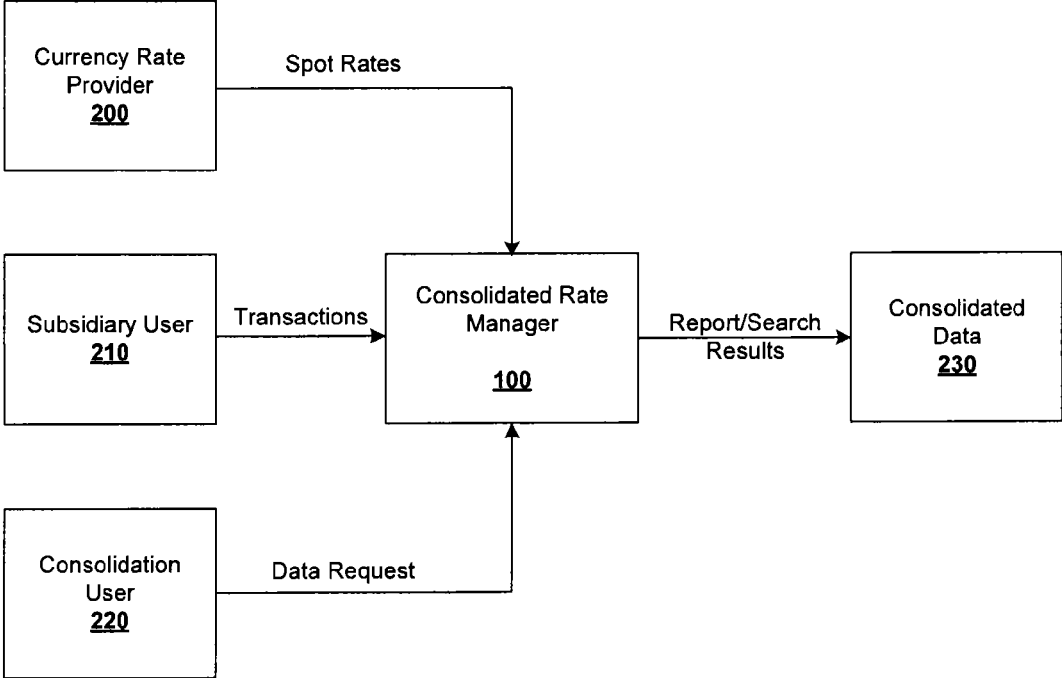 Currency Rate
Provider
200
Spot Rates
Subsidiary User
210
Transactions
Consolidated Rate
Manager
100
Report/Search
Results
Consolidated
Data
230
Consolidation
User
220
Data Request